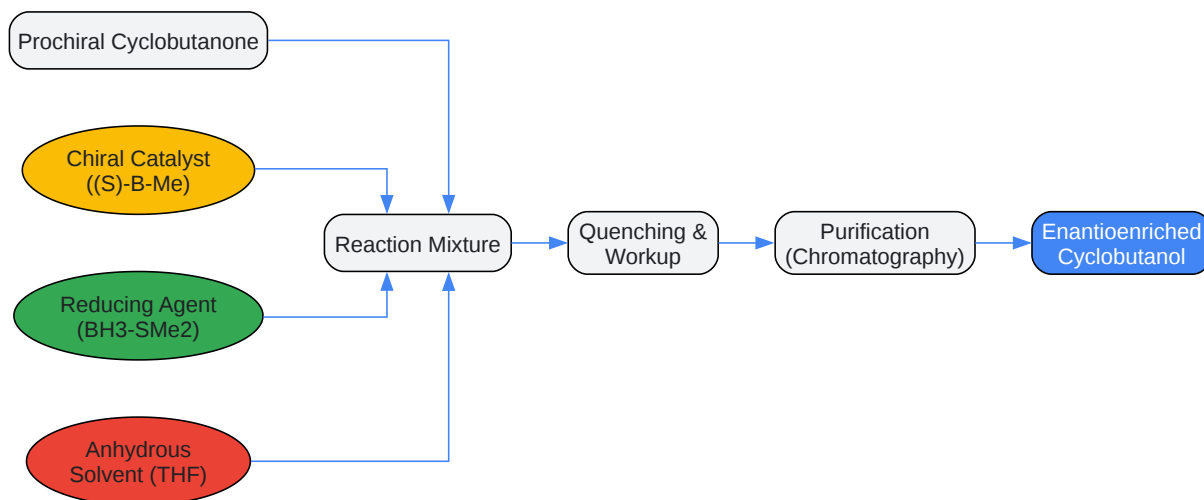 Prochiral Cyclobutanone
Chiral Catalyst
((S)-B-Me)
Reaction Mixture
Quenching &
Workup
Purification
(Chromatography)
Enantioenriched
Cyclobutanol
Reducing Agent
(BH3-SMe2)
Anhydrous
Solvent (THF)